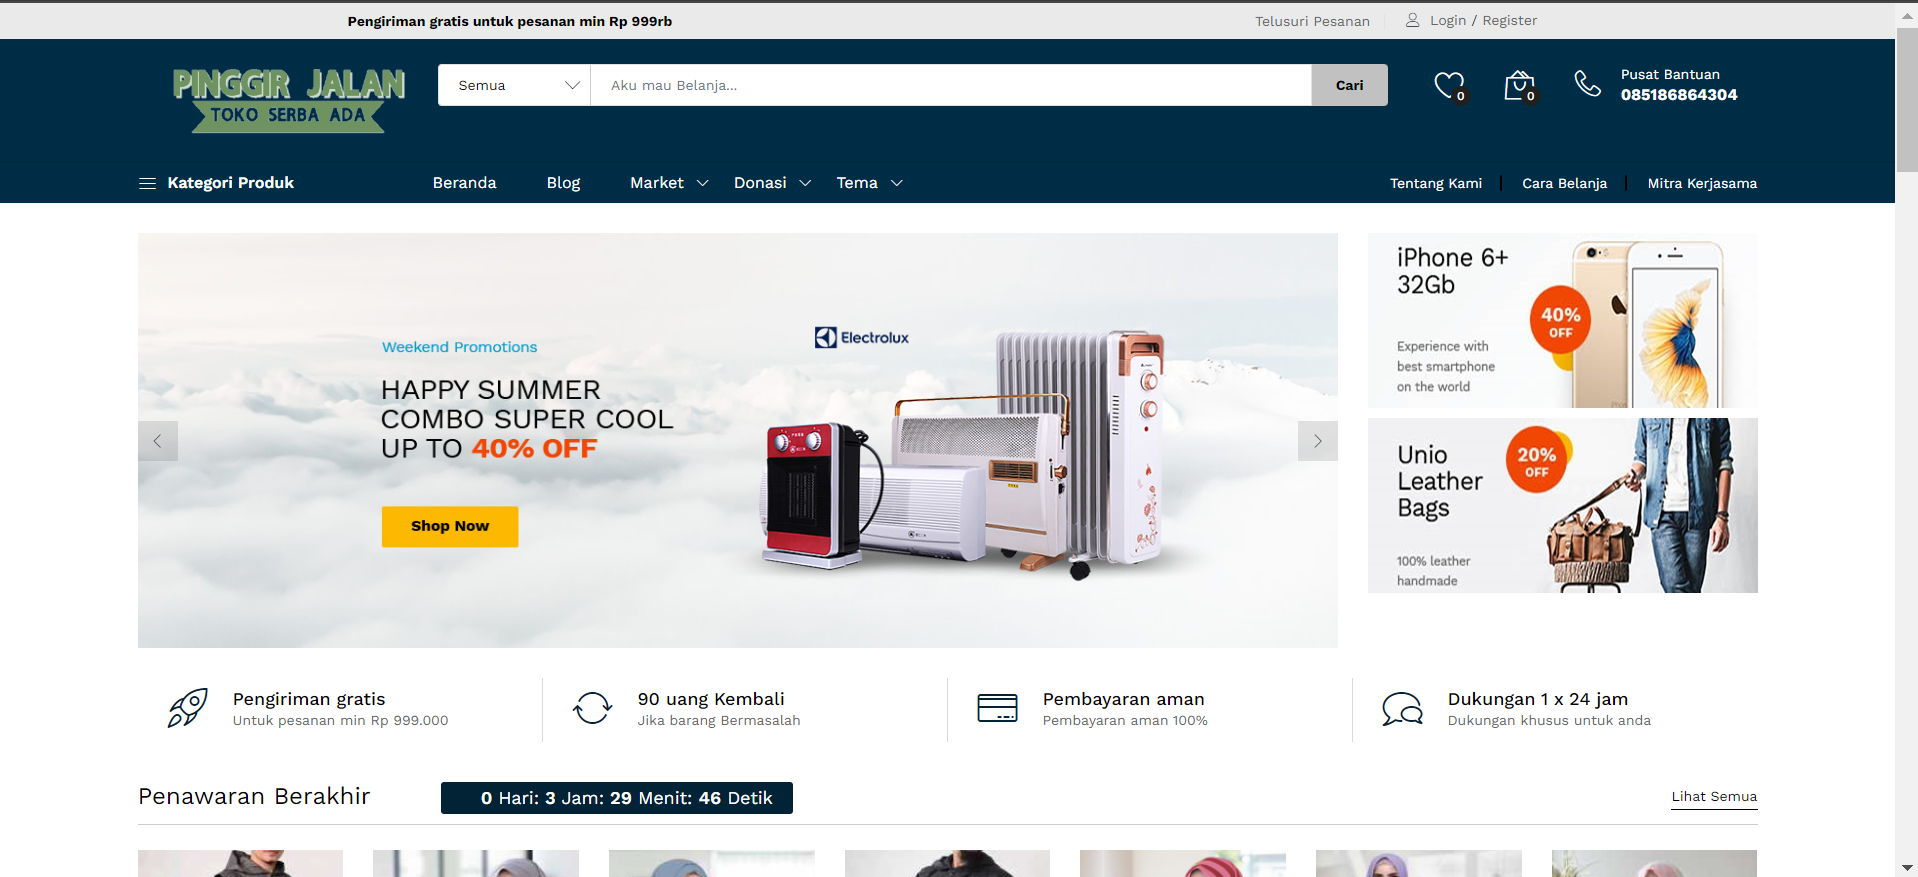 Pengiriman gratis untuk pesanan min Rp 999rb
Telusuri Pesanan
Login / Register
PINGGIR JALAN
TOKO SERBA ADA
Semua
Aku mau Belanja...
Cari
0
0
Pusat Bantuan
085186864304
Kategori Produk
Beranda
Blog
Market
Donasi
Tema
Tentang Kami
Cara Belanja
Mitra Kerjasama
Weekend Promotions
HAPPY SUMMER
COMBO SUPER COOL
UP TO 40% OFF
Shop Now
Electrolux
iPhone 6+
32Gb
40%
OFF
Experience with
best smartphone
on the world
Unio
Leather
Bags
20%
OFF
100% leather
handmade
Pengiriman gratis
Untuk pesanan min Rp 999.000
90 uang Kembali
Jika barang Bermasalah
Pembayaran aman
Pembayaran aman 100%
Dukungan 1 x 24 jam
Dukungan khusus untuk anda
Penawaran Berakhir
0 Hari: 3 Jam: 29 Menit: 46 Detik
Lihat Semua